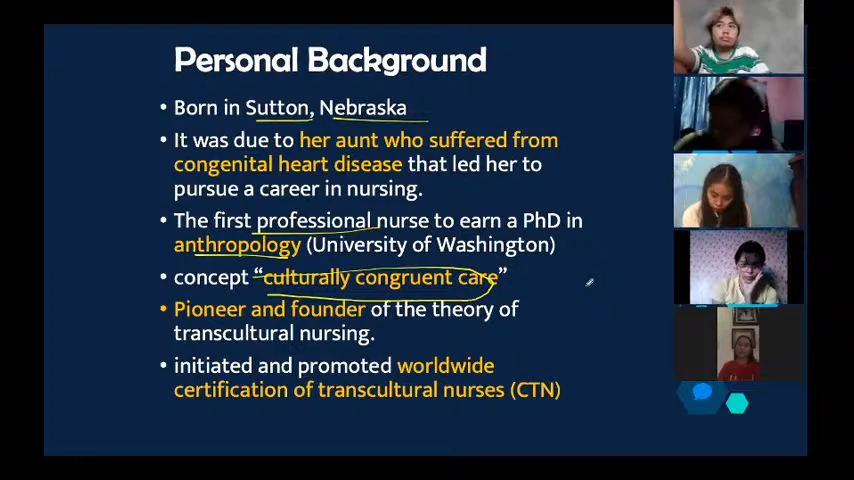 Personal Background
• Born in Sutton, Nebraska
• It was due to her aunt who suffered from
congenital heart disease that led her to
pursue a career in nursing.
• The first professional nurse to earn a PhD in
anthropology (University of Washington)
• concept “culturally congruent care”
• Pioneer and founder of the theory of
transcultural nursing.
• initiated and promoted worldwide
certification of transcultural nurses (CTN)